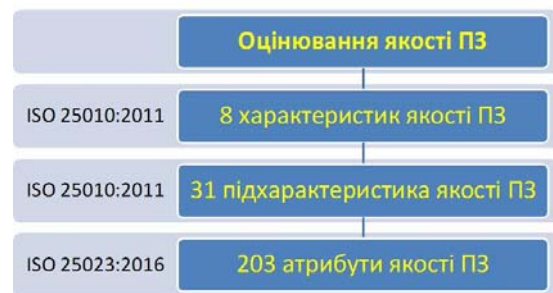 Оцінювання якості ПЗ
ISO 25010:2011 8 характеристик якості ПЗ
ISO 25010:2011 31 підхарактеристика якості ПЗ
ISO 25023:2016 203 атрибути якості ПЗ